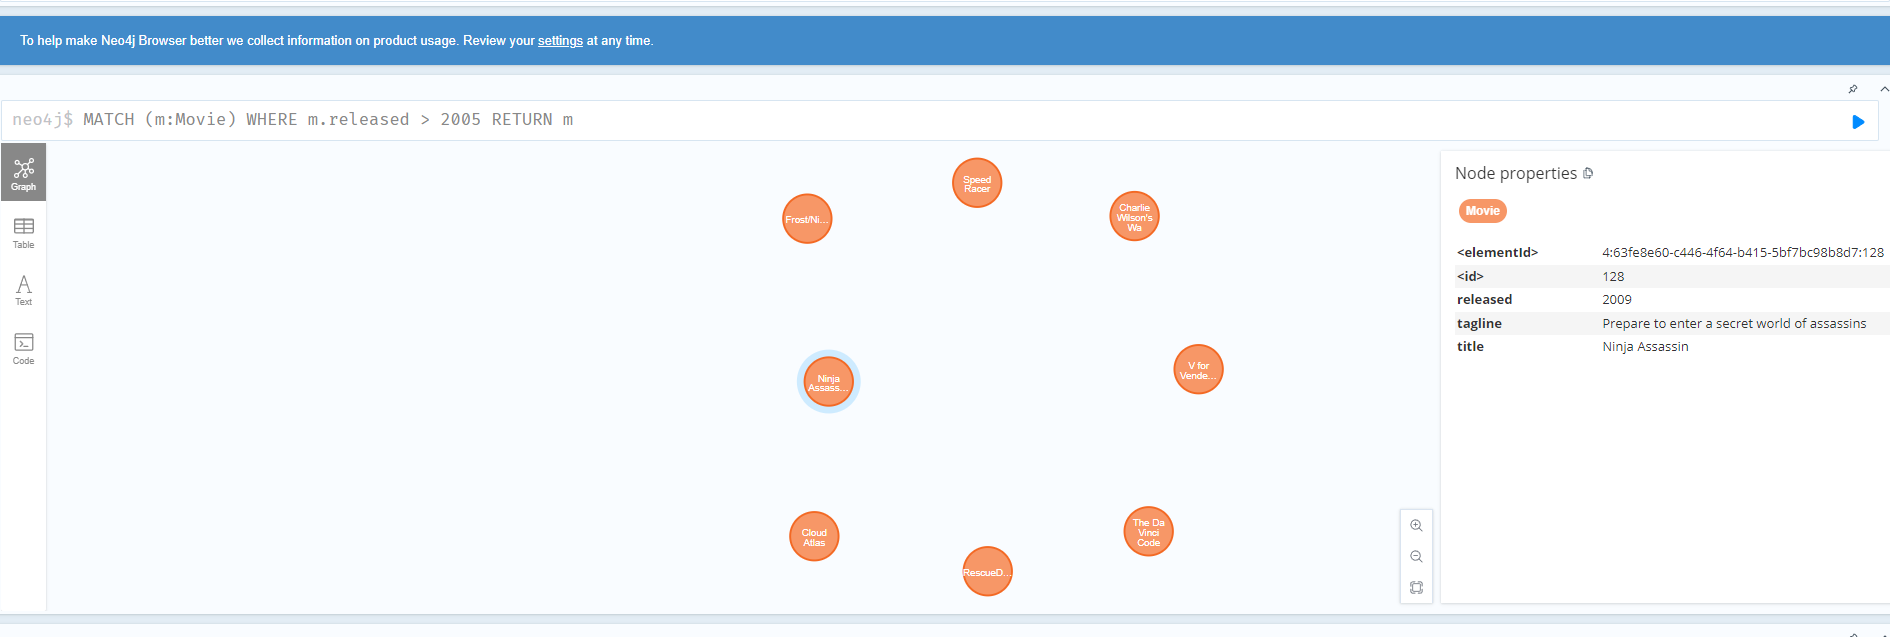 To help make Neo4j Browser better we collect information on product usage. Review your settings at any time.
neo4j$ MATCH (m:Movie) WHERE m.released > 2005 RETURN m
Graph
Table
Text
Code
Speed
Racer
Frost/Ni...
Charlie
Wilson's
Wa
Ninja
Assass...
V for
Vende...
Cloud
Atlas
The Da
Vinci
Code
RescueD...
Node properties
Movie
<elementId> 4:63fe8e60-c446-4f64-b415-5bf7bc98b8d7:128
<id> 128
released 2009
tagline Prepare to enter a secret world of assassins
title Ninja Assassin